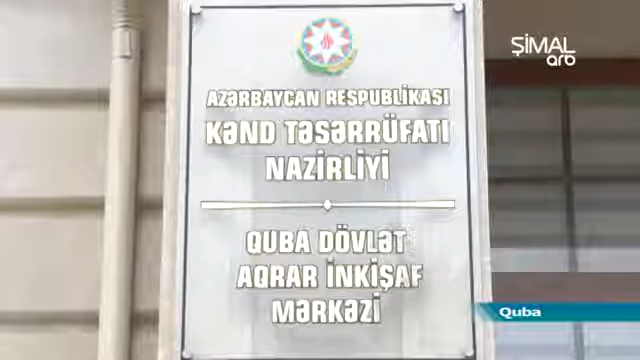 ŞİMAL
arb
AZƏRBAYCAN RESPUBLİKASI
KƏND TƏSƏRRÜFATI
NAZİRLİYİ
QUBA DÖVLƏT
AQRAR İNKİŞAF
MƏRKƏZİ
Quba